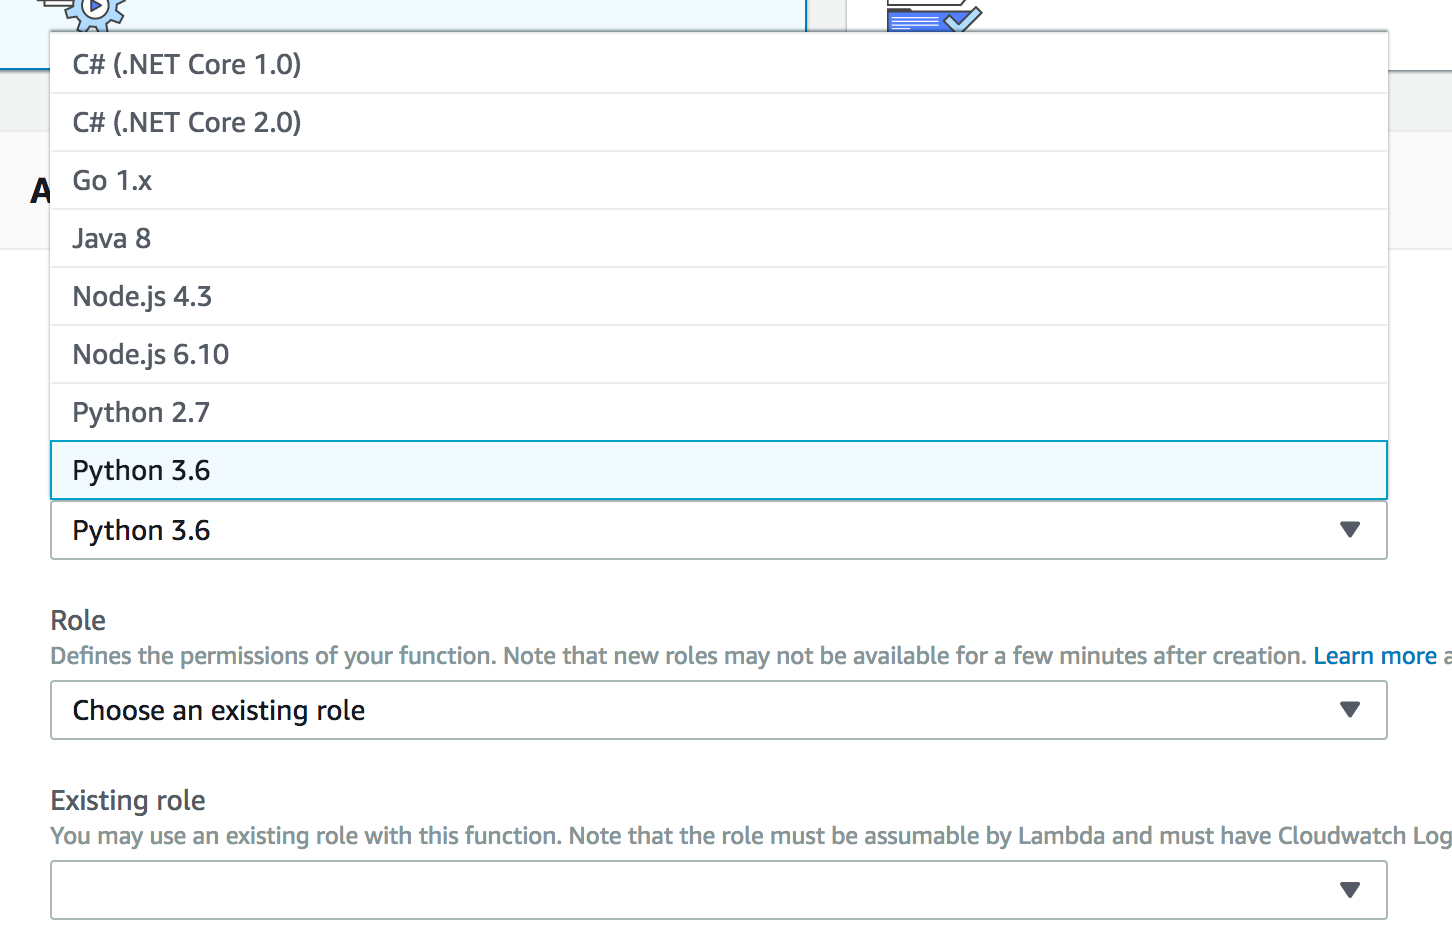 C# (.NET Core 1.0)
C# (.NET Core 2.0)
Go 1.x
A
Java 8
Node.js 4.3
Node.js 6.10
Python 2.7
Python 3.6
Python 3.6
Role
Defines the permissions of your function. Note that new roles may not be available for a few minutes after creation. Learn more a
Choose an existing role
Existing role
You may use an existing role with this function. Note that the role must be assumable by Lambda and must have Cloudwatch Log